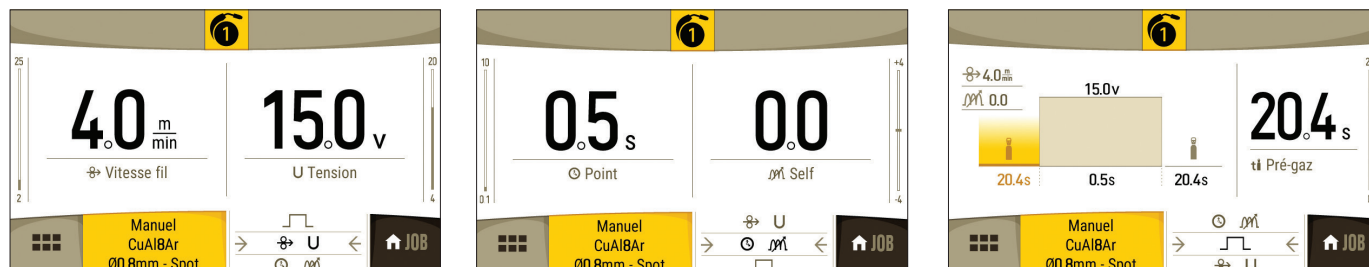 1
25
20
4.0 m/min
15.0 v
Vitesse fil
U Tension
2
4
Manuel
CuAl8Ar
Ø0.8mm - Spot
U
JOB
1
10
+4
0.5 s
0.0
Point
Self
0.1
-4
Manuel
CuAl8Ar
Ø0.8mm - Spot
U
JOB
1
4.0 m/min
0.0
15.0v
20.4s
0.5s
20.4s
20.4 s
Pré-gaz
Manuel
CuAl8Ar
Ø0.8mm - Spot
U
JOB